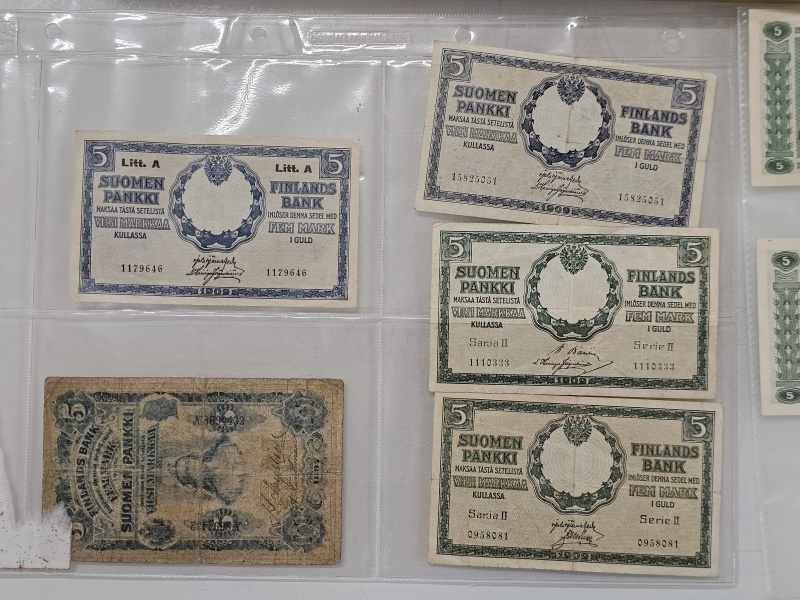 5 Litt. A Litt. A 5
SUOMEN PANKKI
MAKSAA TÄSTÄ SETELISTÄ
VIISI MARKKAA
KULLASSA
FINLANDS BANK
INLÖSER DENNA SEDEL MED
FEM MARK
I GULD
1179646 1179646
1909
5 5
SUOMEN PANKKI
MAKSAA TÄSTÄ SETELISTÄ
VIISI MARKKAA
KULLASSA
FINLANDS BANK
INLÖSER DENNA SEDEL MED
FEM MARK
I GULD
15825051 15825051
1909
5 5
SUOMEN PANKKI
MAKSAA TÄSTÄ SETELISTÄ
VIISI MARKKAA
KULLASSA
FINLANDS BANK
INLÖSER DENNA SEDEL MED
FEM MARK
I GULD
Sarja II Serie II
1110333 1110333
1909
5
FINLANDS BANK
SUOMEN PANKKI
5 5
SUOMEN PANKKI
MAKSAA TÄSTÄ SETELISTÄ
VIISI MARKKAA
KULLASSA
FINLANDS BANK
INLÖSER DENNA SEDEL MED
FEM MARK
I GULD
Sarja II Serie II
0958081 0958081
1909
5
5
5
5